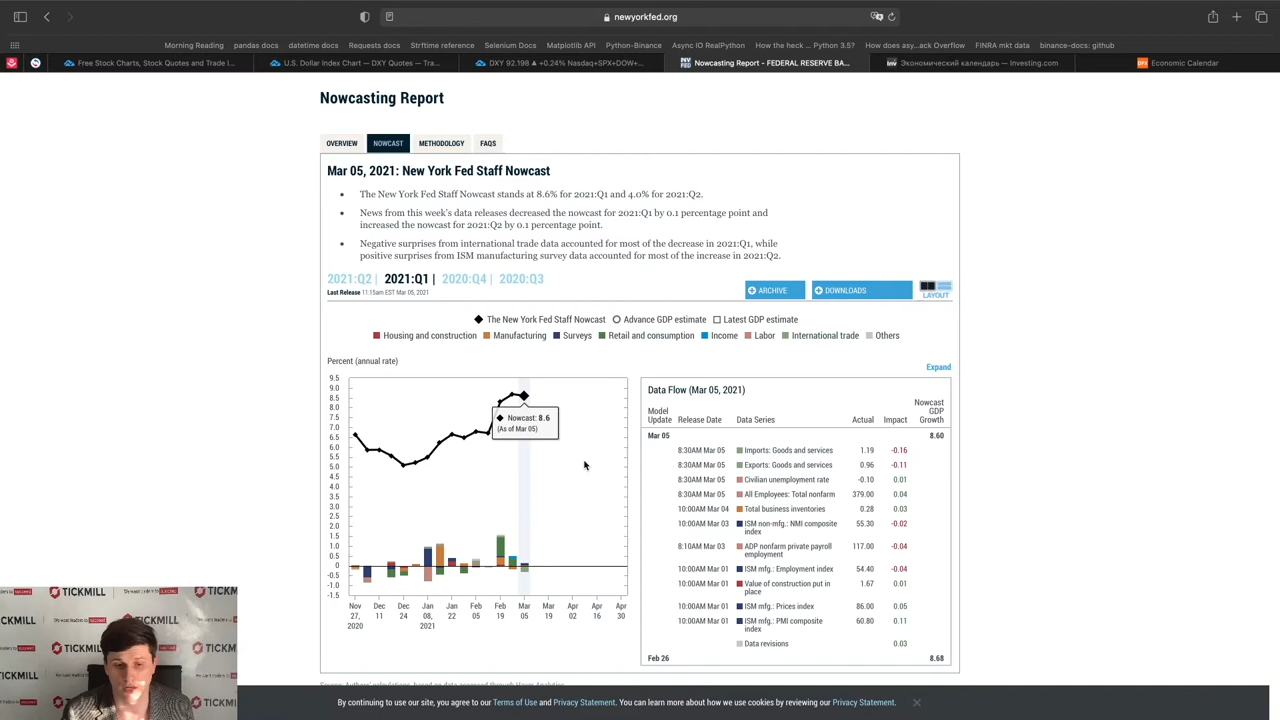 newyorkfed.org
Morning Reading pandas docs datetime docs Requests docs Strftime reference Selenium Docs Matplotlib API Python-Binance Async IO RealPython How the heck ... Python 3.5? How does asy...ack Overflow FINRA mkt data binance-docs: github
Free Stock Charts, Stock Quotes and Trade I... U.S. Dollar Index Chart — DXY Quotes — Tra... DXY 92.198 ▲ +0.24% Nasdaq+SPX+DOW+... Nowcasting Report - FEDERAL RESERVE BA... Экономический календарь — Investing.com Economic Calendar
Nowcasting Report
OVERVIEW NOWCAST METHODOLOGY FAQS
Mar 05, 2021: New York Fed Staff Nowcast
• The New York Fed Staff Nowcast stands at 8.6% for 2021:Q1 and 4.0% for 2021:Q2.
• News from this week's data releases decreased the nowcast for 2021:Q1 by 0.1 percentage point and
increased the nowcast for 2021:Q2 by 0.1 percentage point.
• Negative surprises from international trade data accounted for most of the decrease in 2021:Q1, while
positive surprises from ISM manufacturing survey data accounted for most of the increase in 2021:Q2.
2021:Q2 | 2021:Q1 | 2020:Q4 | 2020:Q3
Last Release 11:15am EST Mar 05, 2021
ARCHIVE DOWNLOADS LAYOUT
The New York Fed Staff Nowcast Advance GDP estimate Latest GDP estimate
Housing and construction Manufacturing Surveys Retail and consumption Income Labor International trade Others
Percent (annual rate)
Expand
9.5
9.0
8.5
8.0
7.5
7.0
6.5
6.0
5.5
5.0
4.5
4.0
3.5
3.0
2.5
2.0
1.5
1.0
0.5
0
-0.5
-1.0
-1.5
Nowcast: 8.6
(As of Mar 05)
Nov Dec Dec Jan Jan Feb Feb Mar Mar Apr Apr Apr
27, 11 24 08, 22 05 19 05 19 02 16 30
2020 2021
Data Flow (Mar 05, 2021)
Model Update Release Date Data Series Actual Impact Nowcast GDP Growth
Mar 05 8.60
8:30AM Mar 05 Imports: Goods and services 1.19 -0.16
8:30AM Mar 05 Exports: Goods and services 0.96 -0.11
8:30AM Mar 05 Civilian unemployment rate -0.10 0.01
8:30AM Mar 05 All Employees: Total nonfarm 379.00 0.04
10:00AM Mar 04 Total business inventories 0.28 0.03
10:00AM Mar 03 ISM non-mfg.: NMI composite 55.30 -0.02
index
8:10AM Mar 03 ADP nonfarm private payroll 117.00 -0.04
employment
10:00AM Mar 01 ISM mfg.: Employment index 54.40 -0.04
10:00AM Mar 01 Value of construction put in 1.67 0.01
place
10:00AM Mar 01 ISM mfg.: Prices index 86.00 0.05
10:00AM Mar 01 ISM mfg.: PMI composite 60.80 0.11
index
Data revisions 0.03
Feb 26 8.68
TICKMILL
TICKMILL
TICKMILL
By continuing to use our site, you agree to our Terms of Use and Privacy Statement. You can learn more about how we use cookies by reviewing our Privacy Statement.